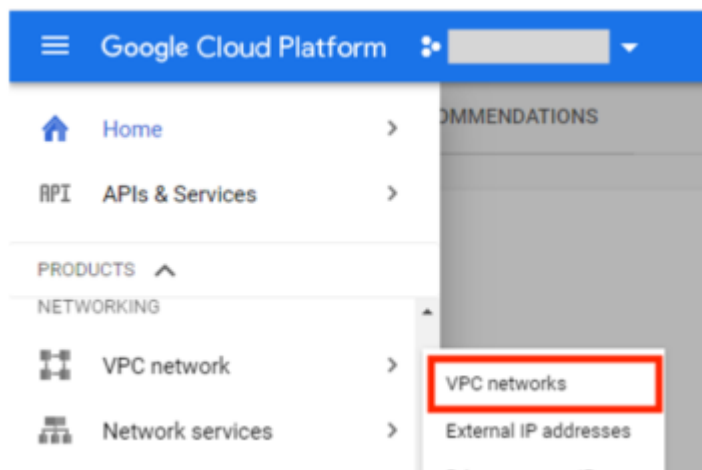 Google Cloud Platform
OMMENDATIONS
Home
API APIs & Services
PRODUCTS
NETWORKING
VPC network
VPC networks
Network services
External IP addresses